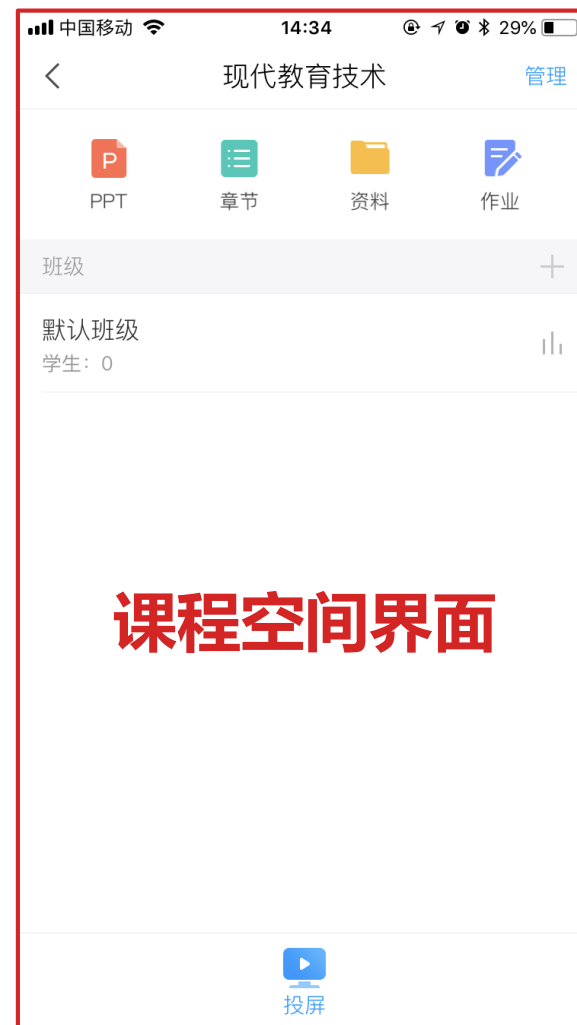 中国移动 14:34 29%
现代教育技术 管理
P
PPT 章节 资料 作业
班级
默认班级
学生：0
课程空间界面
投屏